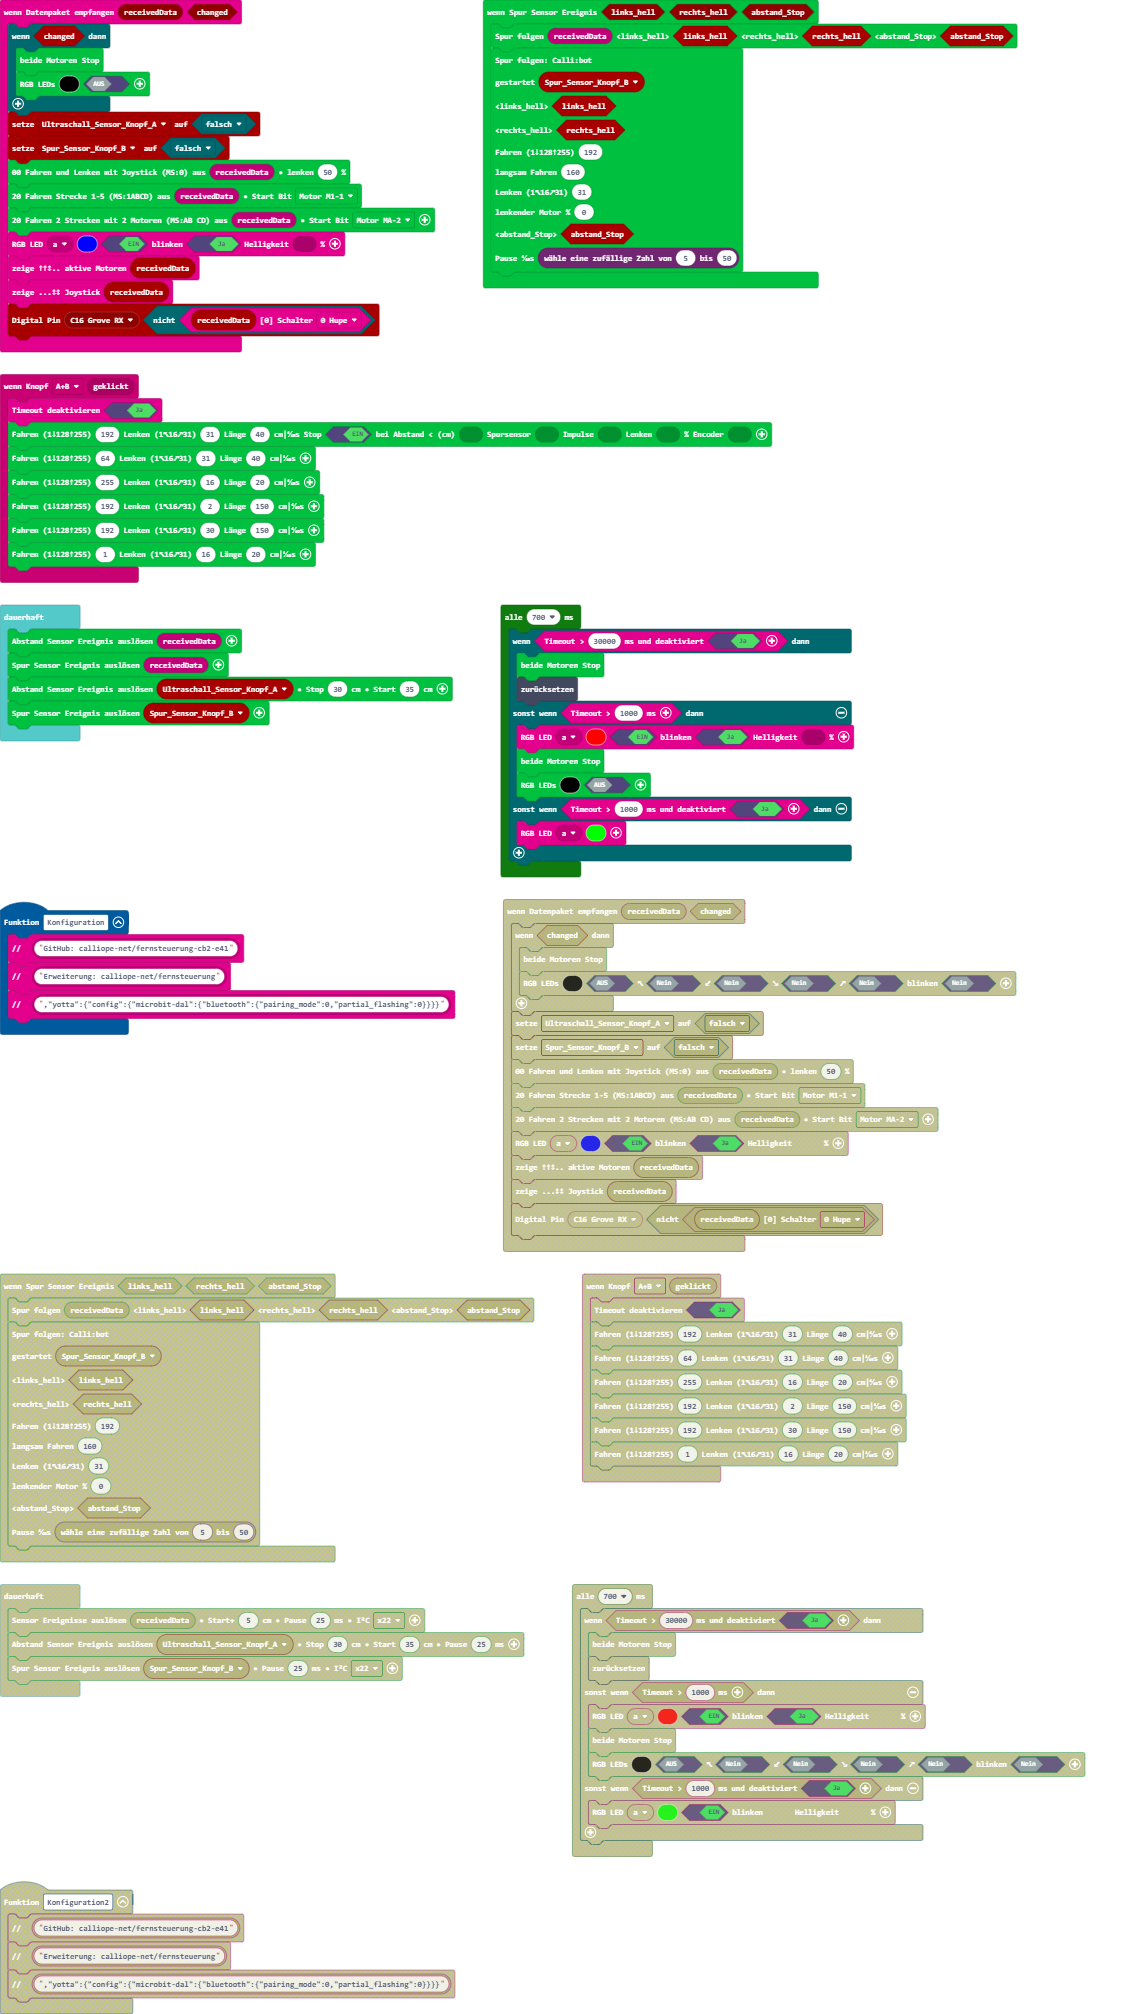 wenn Datenpaket empfangen receivedData changed
wenn changed dann
beide Motoren Stop
RGB LEDs AUS
setze Ultraschall_Sensor_Knopf_A auf falsch
setze Spur_Sensor_Knopf_B auf falsch
00 Fahren und Lenken mit Joystick (MS:0) aus receivedData • lenken 50 %
20 Fahren Strecke 1-5 (MS:1ABCD) aus receivedData • Start Bit Motor M1-1
20 Fahren 2 Strecken mit 2 Motoren (MS:AB CD) aus receivedData • Start Bit Motor MA-2
RGB LED a EIN blinken Ja Helligkeit %
zeige ↑↑↕.. aktive Motoren receivedData
zeige ...↕↕ Joystick receivedData
Digital Pin C16 Grove RX nicht receivedData [0] Schalter 0 Hupe
wenn Spur Sensor Ereignis links_hell rechts_hell abstand_Stop
Spur folgen receivedData <links_hell> links_hell <rechts_hell> rechts_hell <abstand_Stop> abstand_Stop
Spur folgen: Calli:bot
gestartet Spur_Sensor_Knopf_B
<links_hell> links_hell
<rechts_hell> rechts_hell
Fahren (1↓128↑255) 192
langsam Fahren 160
Lenken (1↖16↗31) 31
lenkender Motor % 0
<abstand_Stop> abstand_Stop
Pause ‰s wähle eine zufällige Zahl von 5 bis 50
wenn Knopf A+B geklickt
Timeout deaktivieren Ja
Fahren (1↓128↑255) 192 Lenken (1↖16↗31) 31 Länge 40 cm|‰s Stop EIN bei Abstand < (cm) Spursensor Impulse Lenken % Encoder
Fahren (1↓128↑255) 64 Lenken (1↖16↗31) 31 Länge 40 cm|‰s
Fahren (1↓128↑255) 255 Lenken (1↖16↗31) 16 Länge 20 cm|‰s
Fahren (1↓128↑255) 192 Lenken (1↖16↗31) 2 Länge 150 cm|‰s
Fahren (1↓128↑255) 192 Lenken (1↖16↗31) 30 Länge 150 cm|‰s
Fahren (1↓128↑255) 1 Lenken (1↖16↗31) 16 Länge 20 cm|‰s
dauerhaft
Abstand Sensor Ereignis auslösen receivedData
Spur Sensor Ereignis auslösen receivedData
Abstand Sensor Ereignis auslösen Ultraschall_Sensor_Knopf_A • Stop 30 cm • Start 35 cm
Spur Sensor Ereignis auslösen Spur_Sensor_Knopf_B
alle 700 ms
wenn Timeout > 30000 ms und deaktiviert Ja dann
beide Motoren Stop
zurücksetzen
sonst wenn Timeout > 1000 ms dann
RGB LED a EIN blinken Ja Helligkeit %
beide Motoren Stop
RGB LEDs AUS
sonst wenn Timeout > 1000 ms und deaktiviert Ja dann
RGB LED a
Funktion Konfiguration
// "GitHub: calliope-net/fernsteuerung-cb2-e41"
// "Erweiterung: calliope-net/fernsteuerung"
// ","yotta":{"config":{"microbit-dal":{"bluetooth":{"pairing_mode":0,"partial_flashing":0}}}}"
wenn Datenpaket empfangen receivedData changed
wenn changed dann
beide Motoren Stop
RGB LEDs AUS ↖ Nein ↙ Nein ↘ Nein ↗ Nein blinken Nein
setze Ultraschall_Sensor_Knopf_A auf falsch
setze Spur_Sensor_Knopf_B auf falsch
00 Fahren und Lenken mit Joystick (MS:0) aus receivedData • lenken 50 %
20 Fahren Strecke 1-5 (MS:1ABCD) aus receivedData • Start Bit Motor M1-1
20 Fahren 2 Strecken mit 2 Motoren (MS:AB CD) aus receivedData • Start Bit Motor MA-2
RGB LED a EIN blinken Ja Helligkeit %
zeige ↑↑↕.. aktive Motoren receivedData
zeige ...↕↕ Joystick receivedData
Digital Pin C16 Grove RX nicht receivedData [0] Schalter 0 Hupe
wenn Spur Sensor Ereignis links_hell rechts_hell abstand_Stop
Spur folgen receivedData <links_hell> links_hell <rechts_hell> rechts_hell <abstand_Stop> abstand_Stop
Spur folgen: Calli:bot
gestartet Spur_Sensor_Knopf_B
<links_hell> links_hell
<rechts_hell> rechts_hell
Fahren (1↓128↑255) 192
langsam Fahren 160
Lenken (1↖16↗31) 31
lenkender Motor % 0
<abstand_Stop> abstand_Stop
Pause ‰s wähle eine zufällige Zahl von 5 bis 50
wenn Knopf A+B geklickt
Timeout deaktivieren Ja
Fahren (1↓128↑255) 192 Lenken (1↖16↗31) 31 Länge 40 cm|‰s
Fahren (1↓128↑255) 64 Lenken (1↖16↗31) 31 Länge 40 cm|‰s
Fahren (1↓128↑255) 255 Lenken (1↖16↗31) 16 Länge 20 cm|‰s
Fahren (1↓128↑255) 192 Lenken (1↖16↗31) 2 Länge 150 cm|‰s
Fahren (1↓128↑255) 192 Lenken (1↖16↗31) 30 Länge 150 cm|‰s
Fahren (1↓128↑255) 1 Lenken (1↖16↗31) 16 Länge 20 cm|‰s
dauerhaft
Sensor Ereignisse auslösen receivedData • Start+ 5 cm • Pause 25 ms • I²C x22
Abstand Sensor Ereignis auslösen Ultraschall_Sensor_Knopf_A • Stop 30 cm • Start 35 cm • Pause 25 ms
Spur Sensor Ereignis auslösen Spur_Sensor_Knopf_B • Pause 25 ms • I²C x22
alle 700 ms
wenn Timeout > 30000 ms und deaktiviert Ja dann
beide Motoren Stop
zurücksetzen
sonst wenn Timeout > 1000 ms dann
RGB LED a EIN blinken Ja Helligkeit %
beide Motoren Stop
RGB LEDs AUS ↖ Nein ↙ Nein ↘ Nein ↗ Nein blinken Nein
sonst wenn Timeout > 1000 ms und deaktiviert Ja dann
RGB LED a EIN blinken Helligkeit %
Funktion Konfiguration2
// "GitHub: calliope-net/fernsteuerung-cb2-e41"
// "Erweiterung: calliope-net/fernsteuerung"
// ","yotta":{"config":{"microbit-dal":{"bluetooth":{"pairing_mode":0,"partial_flashing":0}}}}"